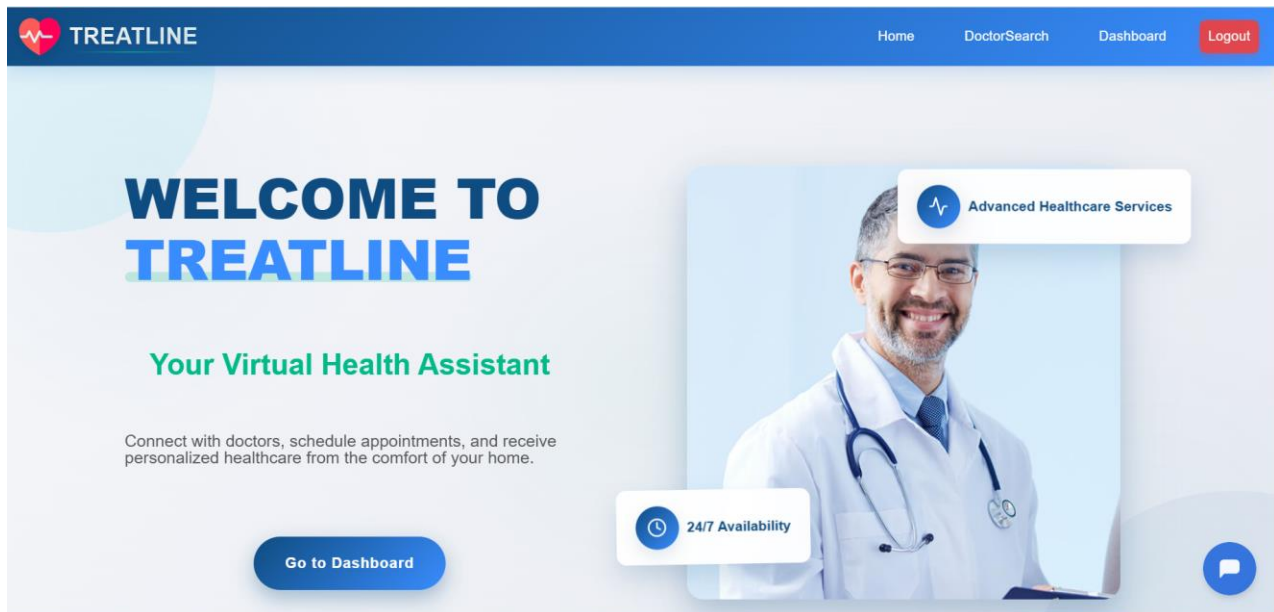 TREATLINE
Home
DoctorSearch
Dashboard
Logout
WELCOME TO
TREATLINE
Your Virtual Health Assistant
Connect with doctors, schedule appointments, and receive
personalized healthcare from the comfort of your home.
Go to Dashboard
Advanced Healthcare Services
24/7 Availability